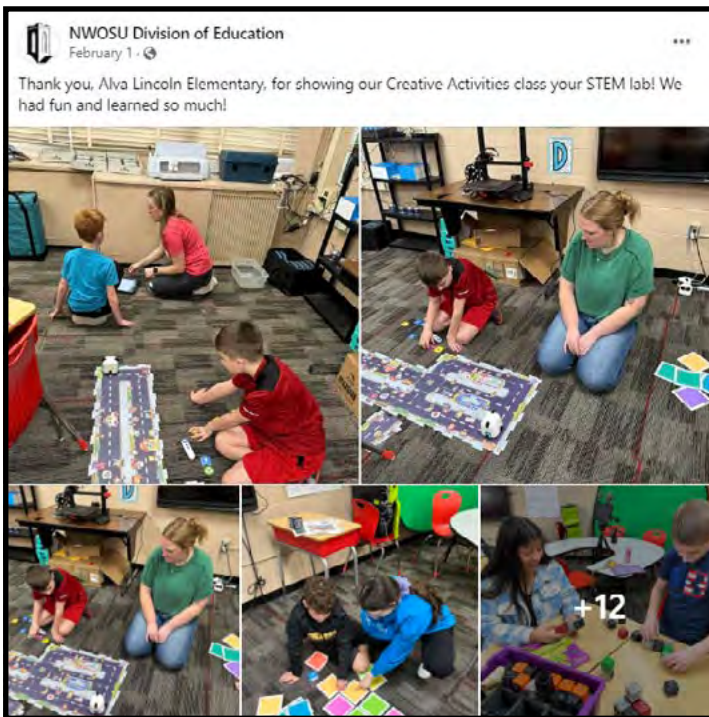 NWOSU Division of Education
February 1 ·
Thank you, Alva Lincoln Elementary, for showing our Creative Activities class your STEM lab! We
had fun and learned so much!
D
D
+12